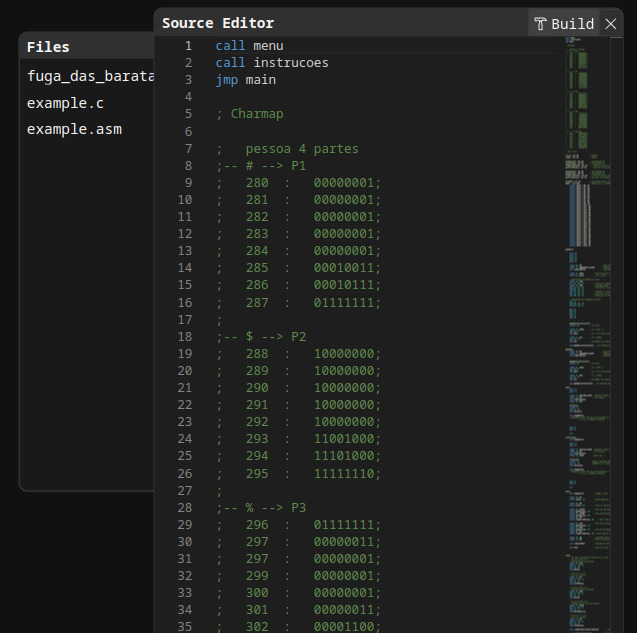 Source Editor
Build
Files
fuga_das_barata
example.c
example.asm
1 call menu
2 call instrucoes
3 jmp main
4
5 ; Charmap
6
7 ;   pessoa 4 partes
8 ;-- # --> P1
9 ;   280  :   00000001;
10 ;   281  :   00000001;
11 ;   282  :   00000001;
12 ;   283  :   00000001;
13 ;   284  :   00000001;
14 ;   285  :   00010011;
15 ;   286  :   00010111;
16 ;   287  :   01111111;
17 ;
18 ;-- $ --> P2
19 ;   288  :   10000000;
20 ;   289  :   10000000;
21 ;   290  :   10000000;
22 ;   291  :   10000000;
23 ;   292  :   10000000;
24 ;   293  :   11001000;
25 ;   294  :   11101000;
26 ;   295  :   11111110;
27 ;
28 ;-- % --> P3
29 ;   296  :   01111111;
30 ;   297  :   00000011;
31 ;   297  :   00000001;
32 ;   299  :   00000001;
33 ;   300  :   00000001;
34 ;   301  :   00000011;
35 ;   302  :   00001100;